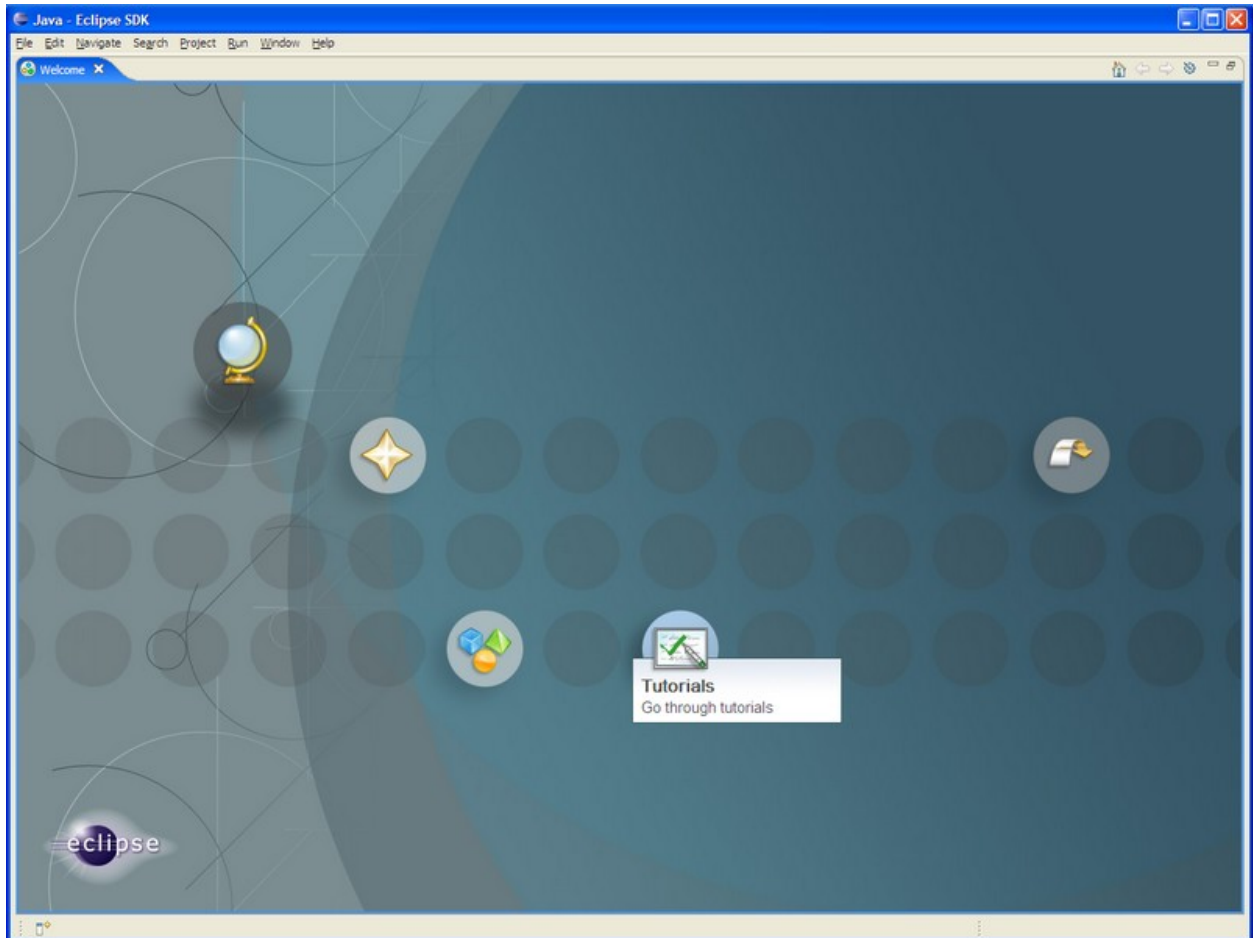 Java - Eclipse SDK
File Edit Navigate Search Project Run Window Help
Welcome
Tutorials
Go through tutorials
eclipse